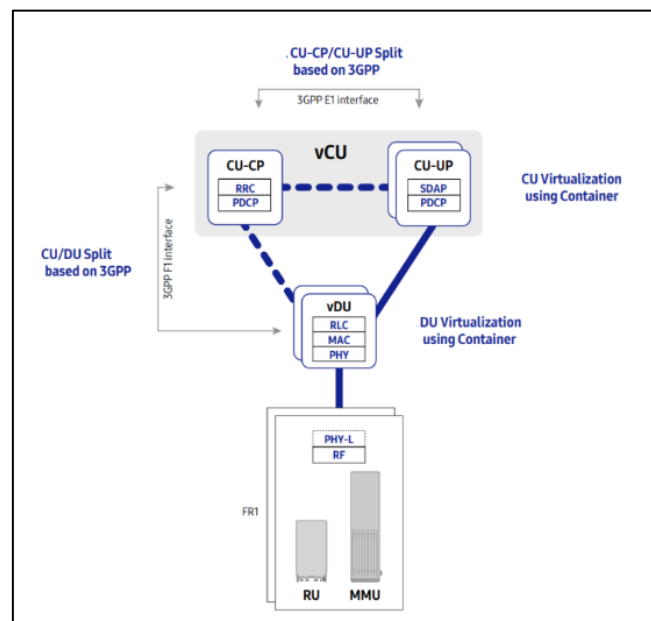 . CU-CP/CU-UP Split
based on 3GPP
3GPP E1 interface
vCU
CU-CP
RRC
PDCP
CU-UP
SDAP
PDCP
CU Virtualization
using Container
CU/DU Split
based on 3GPP
3GPP F1 interface
vDU
RLC
MAC
PHY
. DU Virtualization
using Container
PHY-L
RF
FR1
RU
MMU